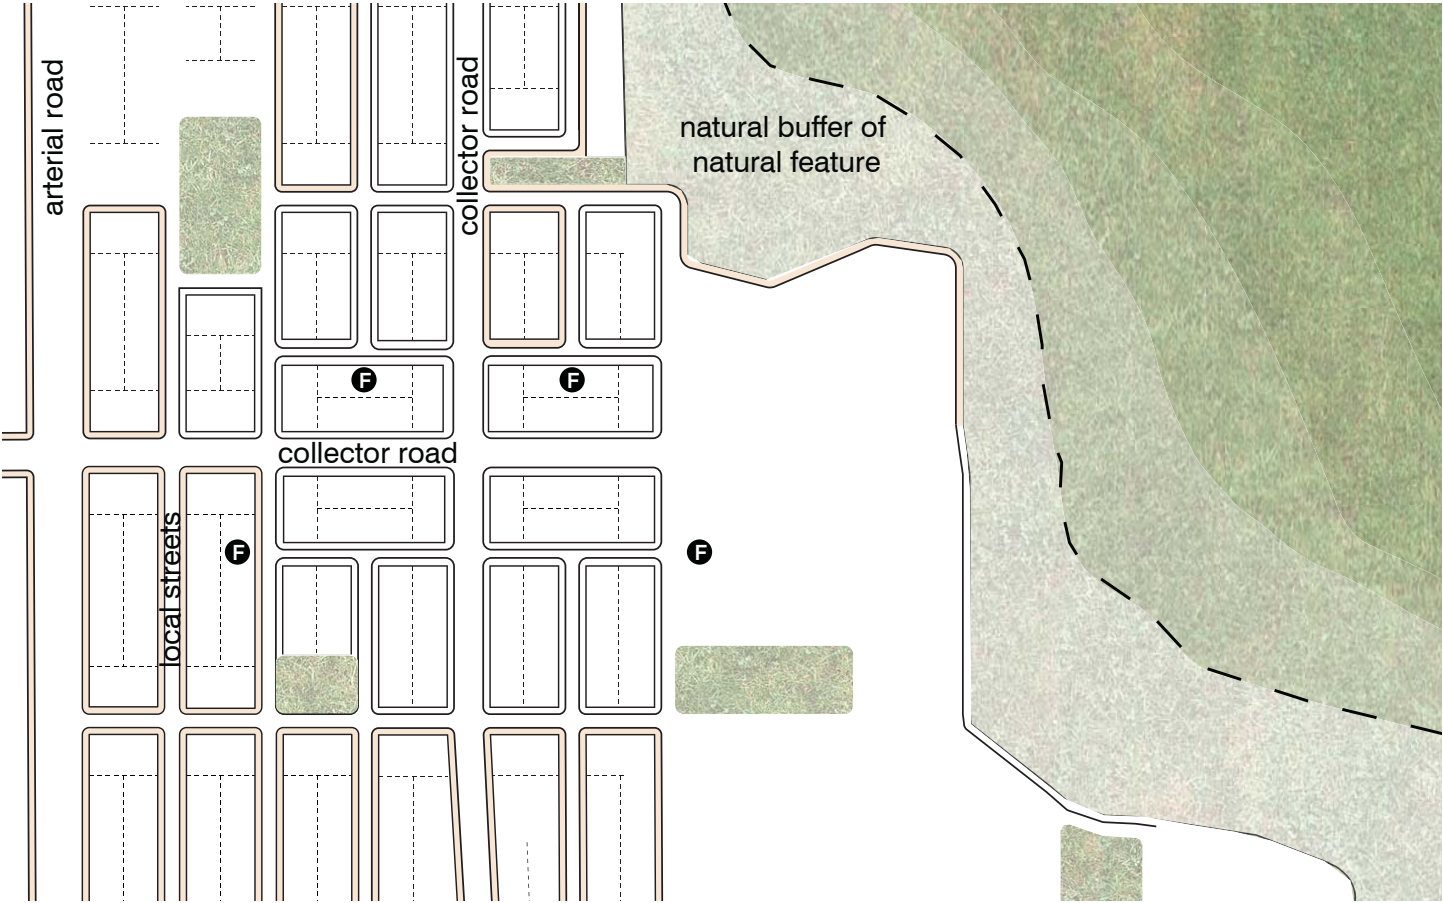 arterial road
collector road
natural buffer of
natural feature
F
F
collector road
local streets
F
F